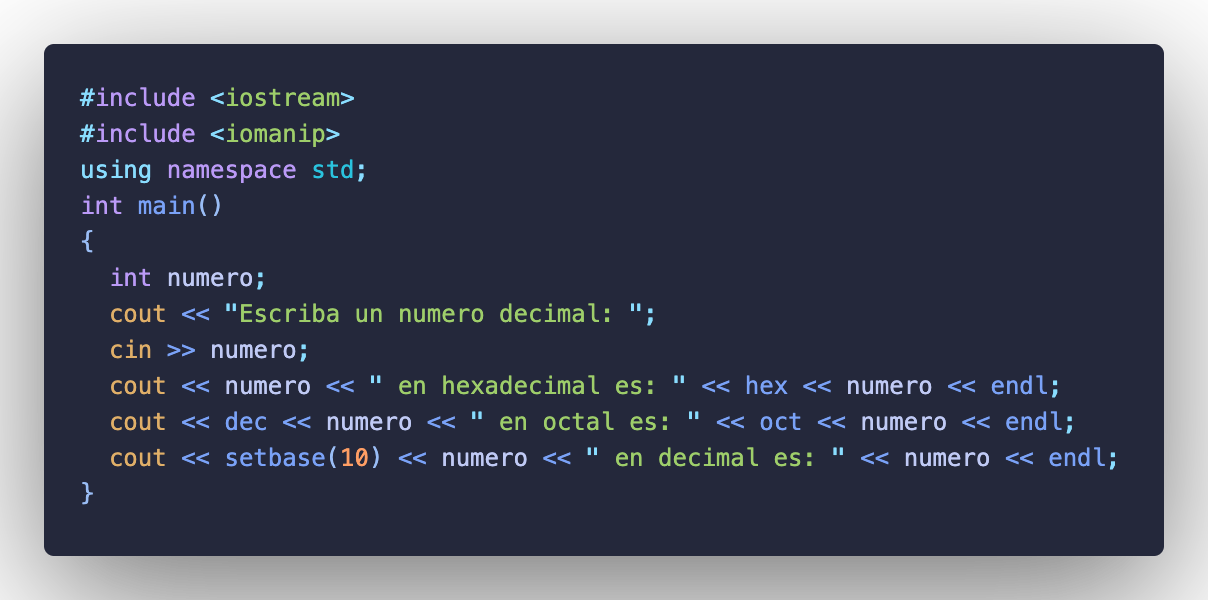 #include <iostream>
#include <iomanip>
using namespace std;
int main()
{
  int numero;
  cout << "Escriba un numero decimal: ";
  cin >> numero;
  cout << numero << " en hexadecimal es: " << hex << numero << endl;
  cout << dec << numero << " en octal es: " << oct << numero << endl;
  cout << setbase(10) << numero << " en decimal es: " << numero << endl;
}